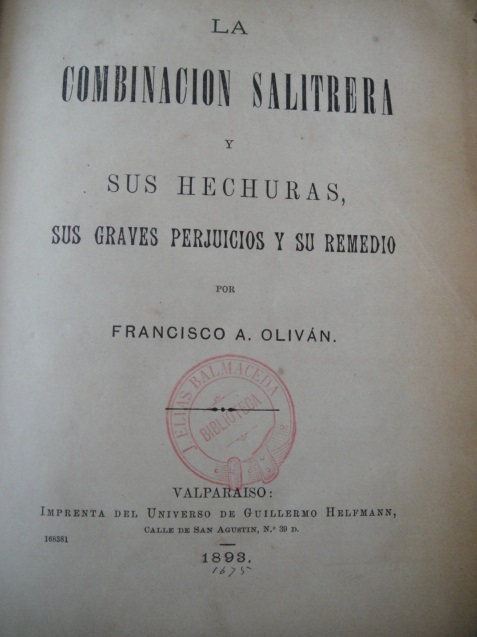 LA
COMBINACION SALITRERA
Y
SUS HECHURAS,
SUS GRAVES PERJUICIOS Y SU REMEDIO
POR
FRANCISCO A. OLIVÁN.
J. ELIAS BALMACEDA
BIBLIOTECA
VALPARAISO:
IMPRENTA DEL UNIVERSO DE GUILLERMO HELFMANN,
CALLE DE SAN AGUSTIN, N.º 39 D.
168381
1893.
1675